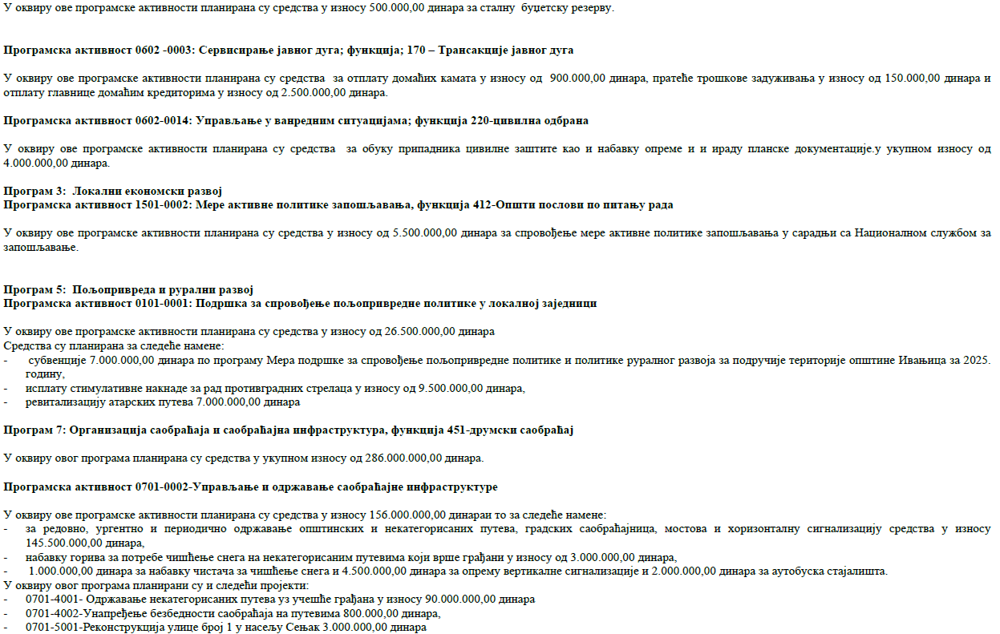 У оквиру ове програмске активности планирана су средства у износу 500.000,00 динара за сталну буџетску резерву.
Програмска активност 0602 -0003: Сервисирање јавног дуга; функција; 170 – Трансакције јавног дуга
У оквиру ове програмске активности планирана су средства за отплату домаћих камата у износу од 900.000,00 динара, пратеће трошкове задуживања у износу од 150.000,00 динара и
отплату главнице домаћим кредиторима у износу од 2.500.000,00 динара.
Програмска активност 0602-0014: Управљање у ванредним ситуацијама; функција 220-цивилна одбрана
У оквиру ове програмске активности планирана су средства за обуку припадника цивилне заштите као и набавку опреме и и ираду планске документације.у укупном износу од
4.000.000,00 динара.
Програм 3: Локални економски развој
Програмска активност 1501-0002: Мере активне политике запошљавања, функција 412-Општи послови по питању рада
У оквиру ове програмске активности планирана су средства у износу од 5.500.000,00 динара за спровођење мере активне политике запошљавања у сарадњи са Националном службом за
запошљавање.
Програм 5: Пољопривреда и рурални развој
Програмска активност 0101-0001: Подршка за спровођење пољопривредне политике у локалној заједници
У оквиру ове програмске активности планирана су средства у износу од 26.500.000,00 динара
Средства су планирана за следеће намене:
- субвенције 7.000.000,00 динара по програму Мера подршке за спровођење пољопривредне политике и политике руралног развоја за подручије територије општине Ивањица за 2025.
годину,
- исплату стимулативне накнаде за рад противградних стрелаца у износу од 9.500.000,00 динара,
- ревитализацију атарских путева 7.000.000,00 динара
Програм 7: Организација саобраћаја и саобраћајна инфраструктура, функција 451-друмски саобраћај
У оквиру овог програма планирана су средства у укупном износу од 286.000.000,00 динара.
Програмска активност 0701-0002-Управљање и одржавање саобраћајне инфраструктуре
У оквиру ове програмске активности планирана су средства у износу 156.000.000,00 динараи то за следеће намене:
- за редовно, ургентно и периодично одржавање општинских и некатегорисаних путева, градских саобраћајница, мостова и хоризонталну сигнализацију средства у износу
145.500.000,00 динара,
- набавку горива за потребе чишћење снега на некатегорисаним путевима који врше грађани у износу од 3.000.000,00 динара,
- 1.000.000,00 динара за набавку чистача за чишћење снега и 4.500.000,00 динара за опрему вертикалне сигнализације и 2.000.000,00 динара за аутобуска стајалишта.
У оквиру овог програма планирани су и следећи пројекти:
- 0701-4001- Одржавање некатегорисаних путева уз учешће грађана у износу 90.000.000,00 динара
- 0701-4002-Унапређење безбедности саобраћаја на путевима 800.000,00 динара,
- 0701-5001-Реконструкција улице број 1 у насељу Сењак 3.000.000,00 динара